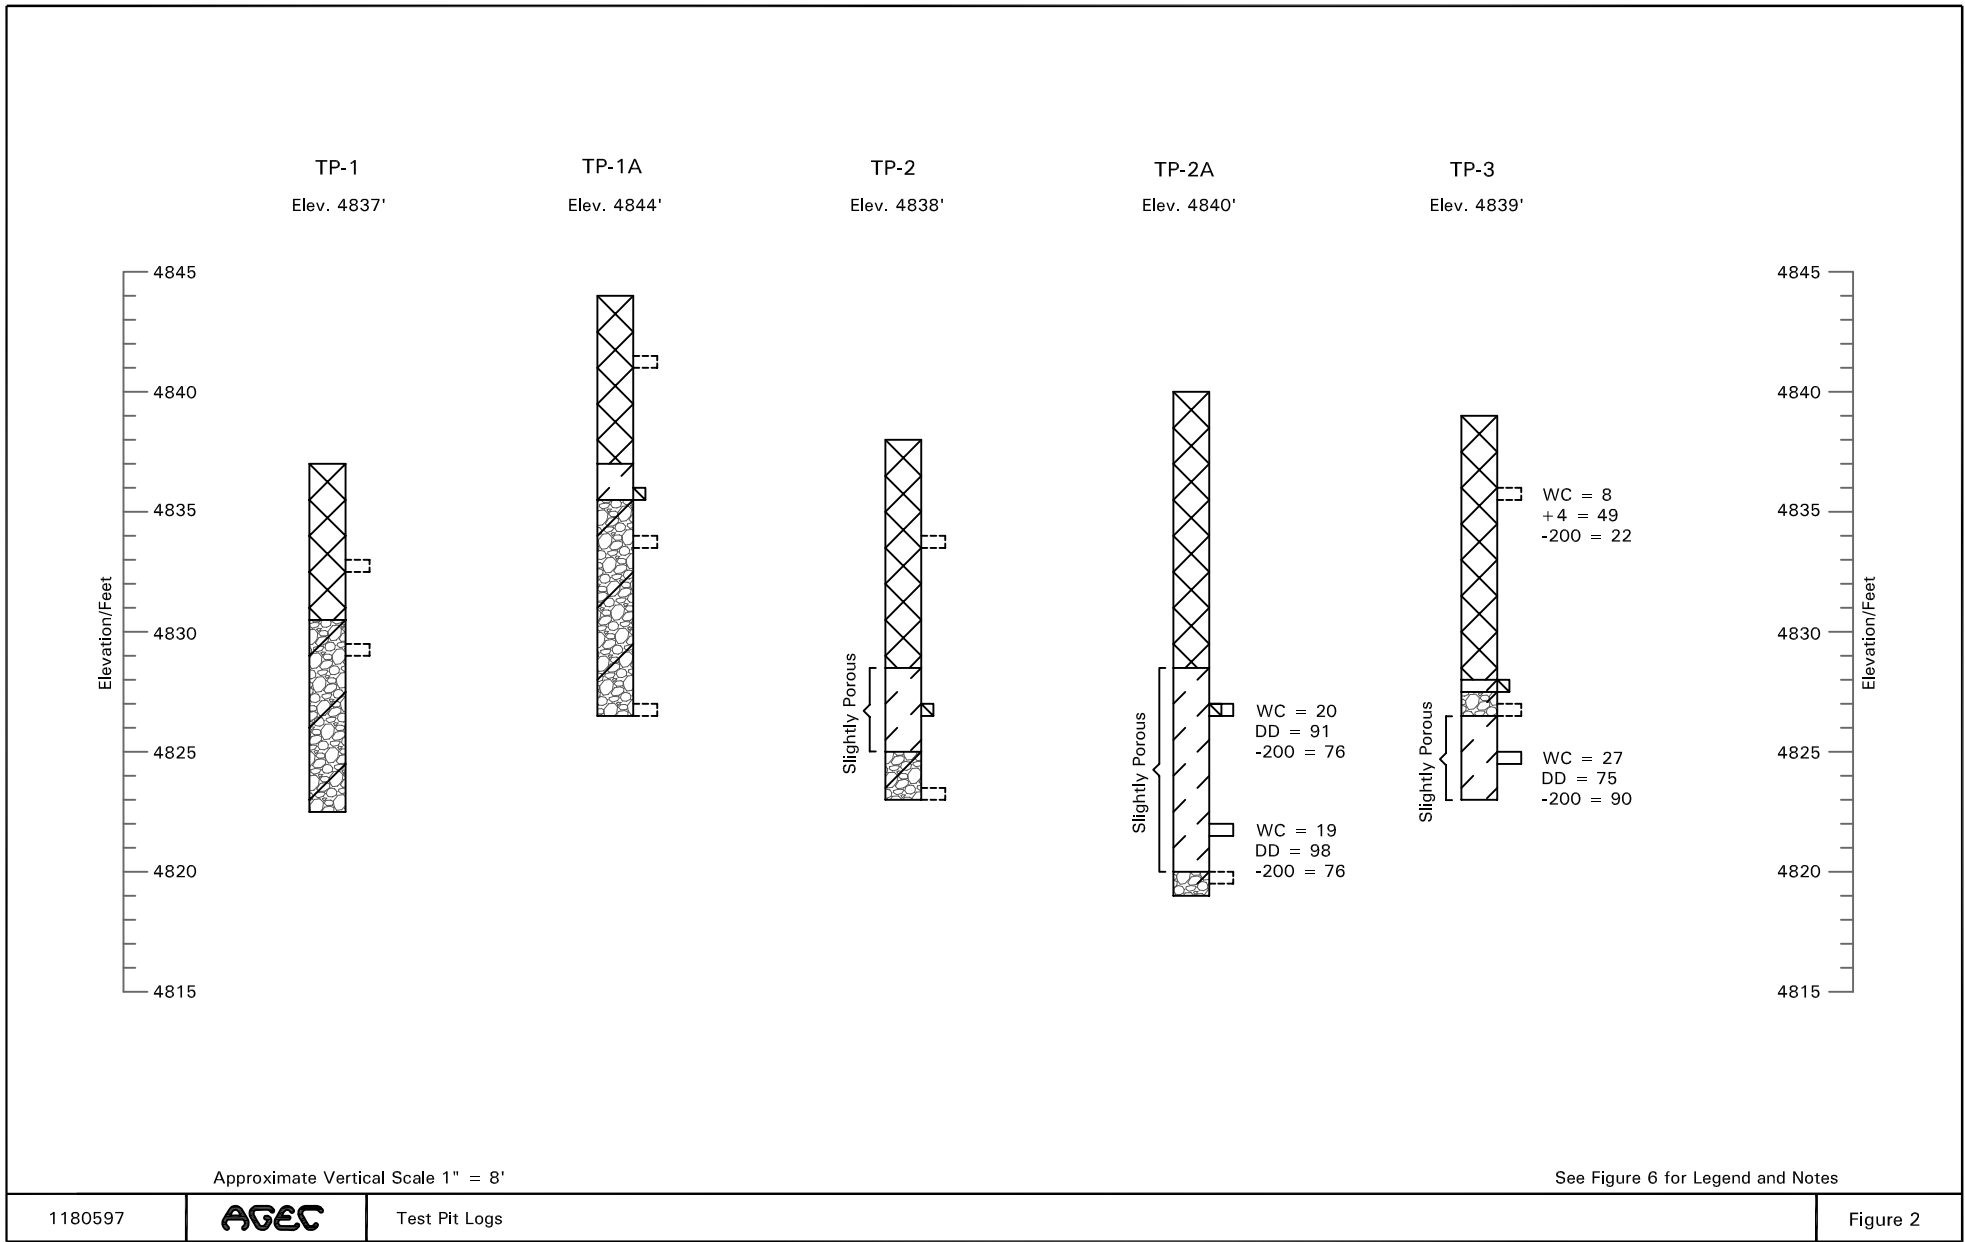 TP-1
Elev. 4837'
TP-1A
Elev. 4844'
TP-2
Elev. 4838'
TP-2A
Elev. 4840'
TP-3
Elev. 4839'
4845
4840
4835
4830
4825
4820
4815
Elevation/Feet
Slightly Porous
Slightly Porous
WC = 20
DD = 91
-200 = 76
WC = 19
DD = 98
-200 = 76
Slightly Porous
WC = 8
+4 = 49
-200 = 22
WC = 27
DD = 75
-200 = 90
4845
4840
4835
4830
4825
4820
4815
Elevation/Feet
Approximate Vertical Scale 1" = 8'
See Figure 6 for Legend and Notes
1180597
AGEC
Test Pit Logs
Figure 2